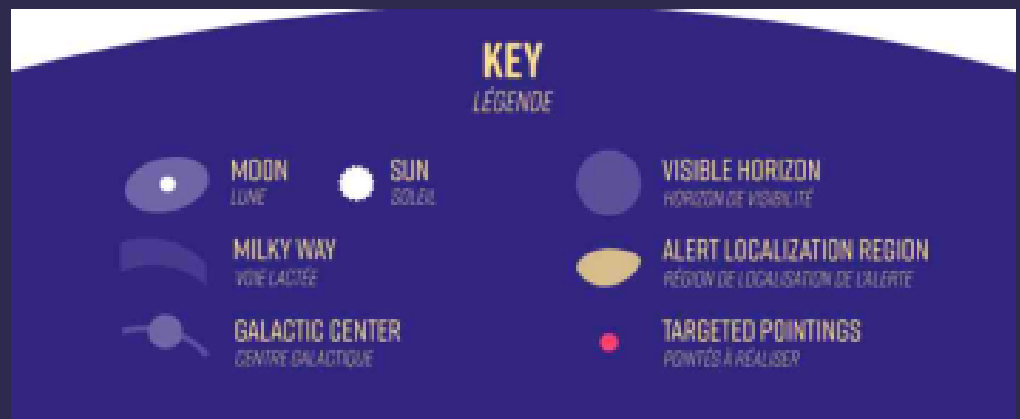 KEY
LÉGENDE
MOON
LUNE
SUN
SOLEIL
VISIBLE HORIZON
HORIZON DE VISIBILITÉ
MILKY WAY
VOIE LACTÉE
ALERT LOCALIZATION REGION
RÉGION DE LOCALISATION DE L'ALERTE
GALACTIC CENTER
CENTRE GALACTIQUE
TARGETED POINTINGS
POINTÉS À RÉALISER